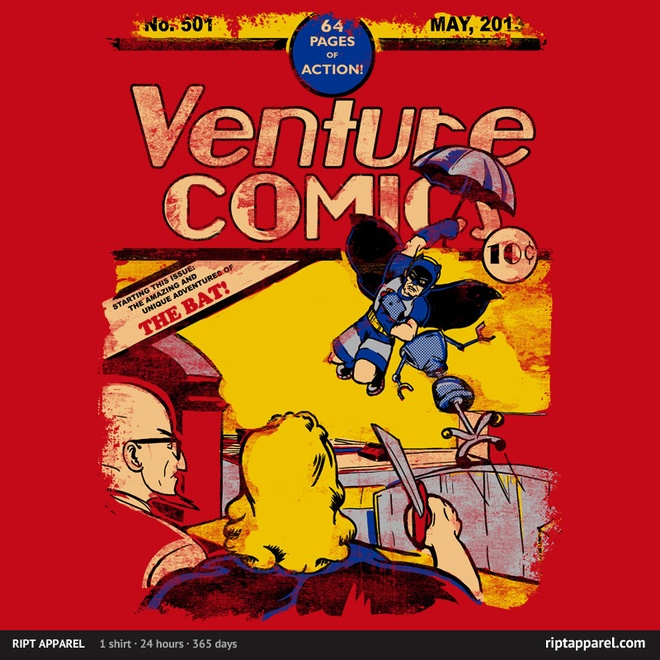 No. 501
64
PAGES
OF
ACTION!
MAY, 2013
Venture
COMICS
10¢
STARTING THIS ISSUE:
THE AMAZING AND
UNIQUE ADVENTURES OF
THE BAT!
RIPT APPAREL 1 shirt · 24 hours · 365 days
riptapparel.com